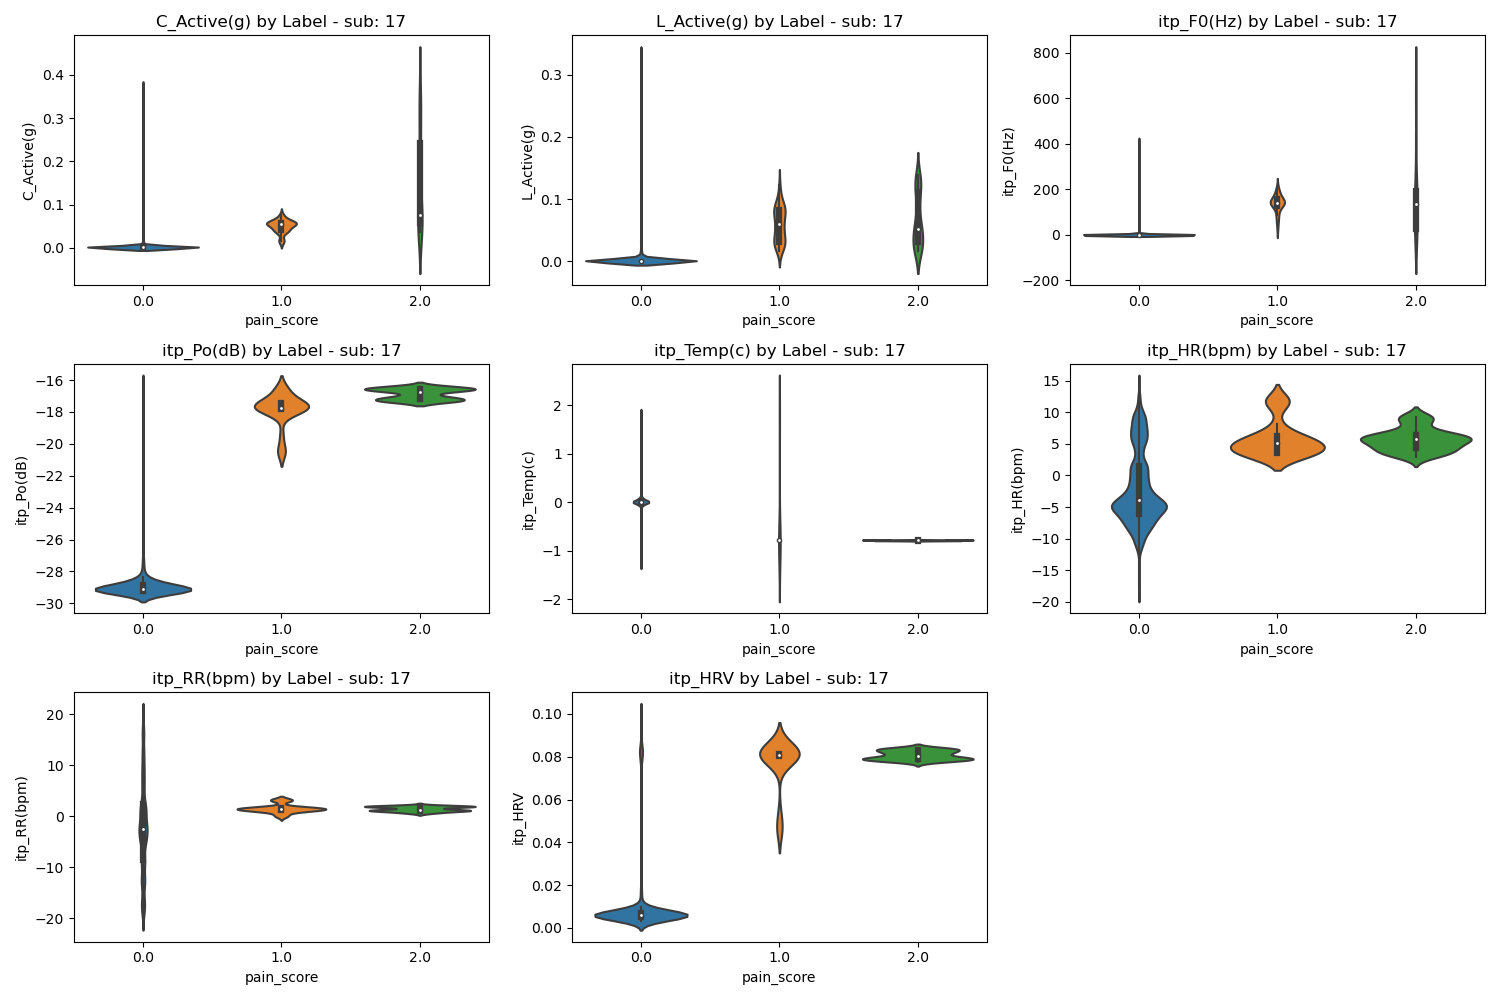 C_Active(g) by Label - sub: 17
L_Active(g) by Label - sub: 17
itp_F0(Hz) by Label - sub: 17
C_Active(g)
0.4
0.3
0.2
0.1
0.0
0.0 1.0 2.0
pain_score
L_Active(g)
0.3
0.2
0.1
0.0
0.0 1.0 2.0
pain_score
itp_F0(Hz)
800
600
400
200
0
−200
0.0 1.0 2.0
pain_score
itp_Po(dB) by Label - sub: 17
itp_Temp(c) by Label - sub: 17
itp_HR(bpm) by Label - sub: 17
itp_Po(dB)
−16
−18
−20
−22
−24
−26
−28
−30
0.0 1.0 2.0
pain_score
itp_Temp(c)
2
1
0
−1
−2
0.0 1.0 2.0
pain_score
itp_HR(bpm)
15
10
5
0
−5
−10
−15
−20
0.0 1.0 2.0
pain_score
itp_RR(bpm) by Label - sub: 17
itp_HRV by Label - sub: 17
itp_RR(bpm)
20
10
0
−10
−20
0.0 1.0 2.0
pain_score
itp_HRV
0.10
0.08
0.06
0.04
0.02
0.00
0.0 1.0 2.0
pain_score